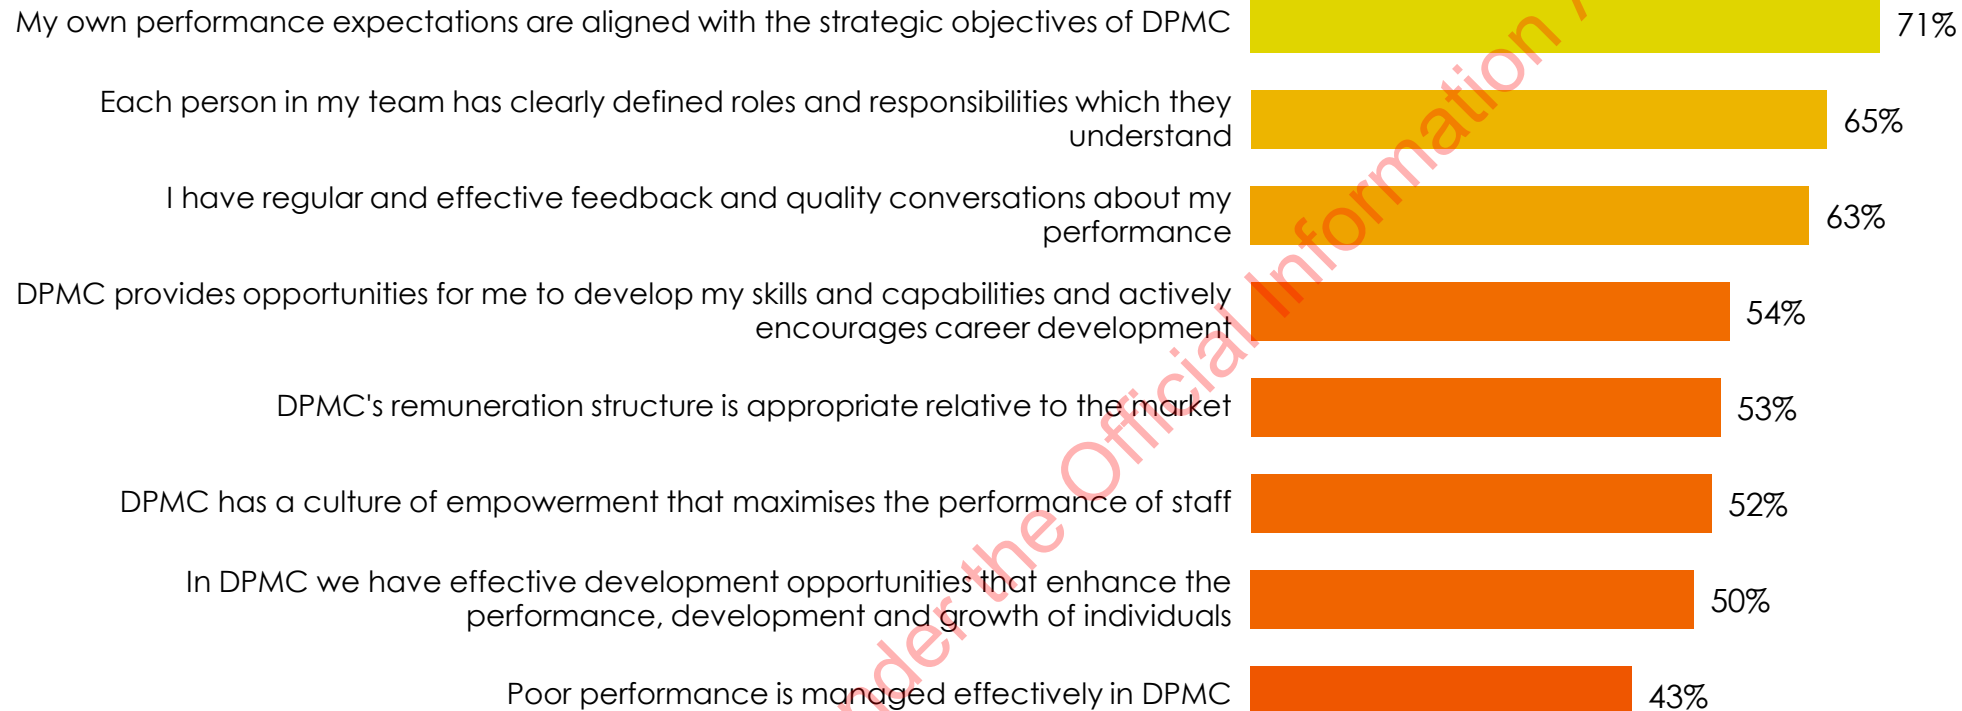 My own performance expectations are aligned with the strategic objectives of DPMC
71%
Each person in my team has clearly defined roles and responsibilities which they
understand
65%
I have regular and effective feedback and quality conversations about my
performance
63%
DPMC provides opportunities for me to develop my skills and capabilities and actively
encourages career development
54%
DPMC's remuneration structure is appropriate relative to the market
53%
DPMC has a culture of empowerment that maximises the performance of staff
52%
In DPMC we have effective development opportunities that enhance the
performance, development and growth of individuals
50%
Poor performance is managed effectively in DPMC
43%
the Official Information